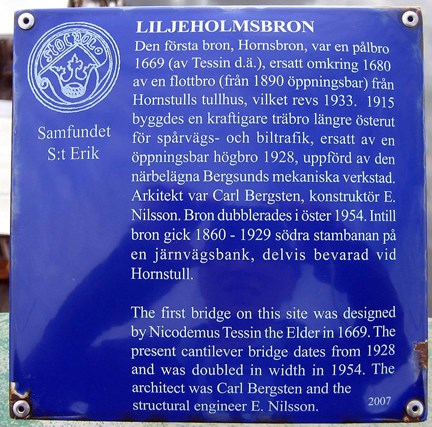 LILJEHOLMSBRON
Den första bron, Hornsbron, var en pålbro
1669 (av Tessin d.ä.), ersatt omkring 1680
av en flottbro (från 1890 öppningsbar) från
Hornstulls tullhus, vilket revs 1933. 1915
byggdes en kraftigare träbro längre österut
för spårvägs- och biltrafik, ersatt av en
öppningsbar högbro 1928, uppförd av den
närbelägna Bergsunds mekaniska verkstad.
Arkitekt var Carl Bergsten, konstruktör E.
Nilsson. Bron dubblerades i öster 1954. Intill
bron gick 1860 - 1929 södra stambanan på
en järnvägsbank, delvis bevarad vid
Hornstull.
The first bridge on this site was designed
by Nicodemus Tessin the Elder in 1669. The
present cantilever bridge dates from 1928
and was doubled in width in 1954. The
architect was Carl Bergsten and the
structural engineer E. Nilsson.
2007
STOCHOLM
Samfundet
S:t Erik